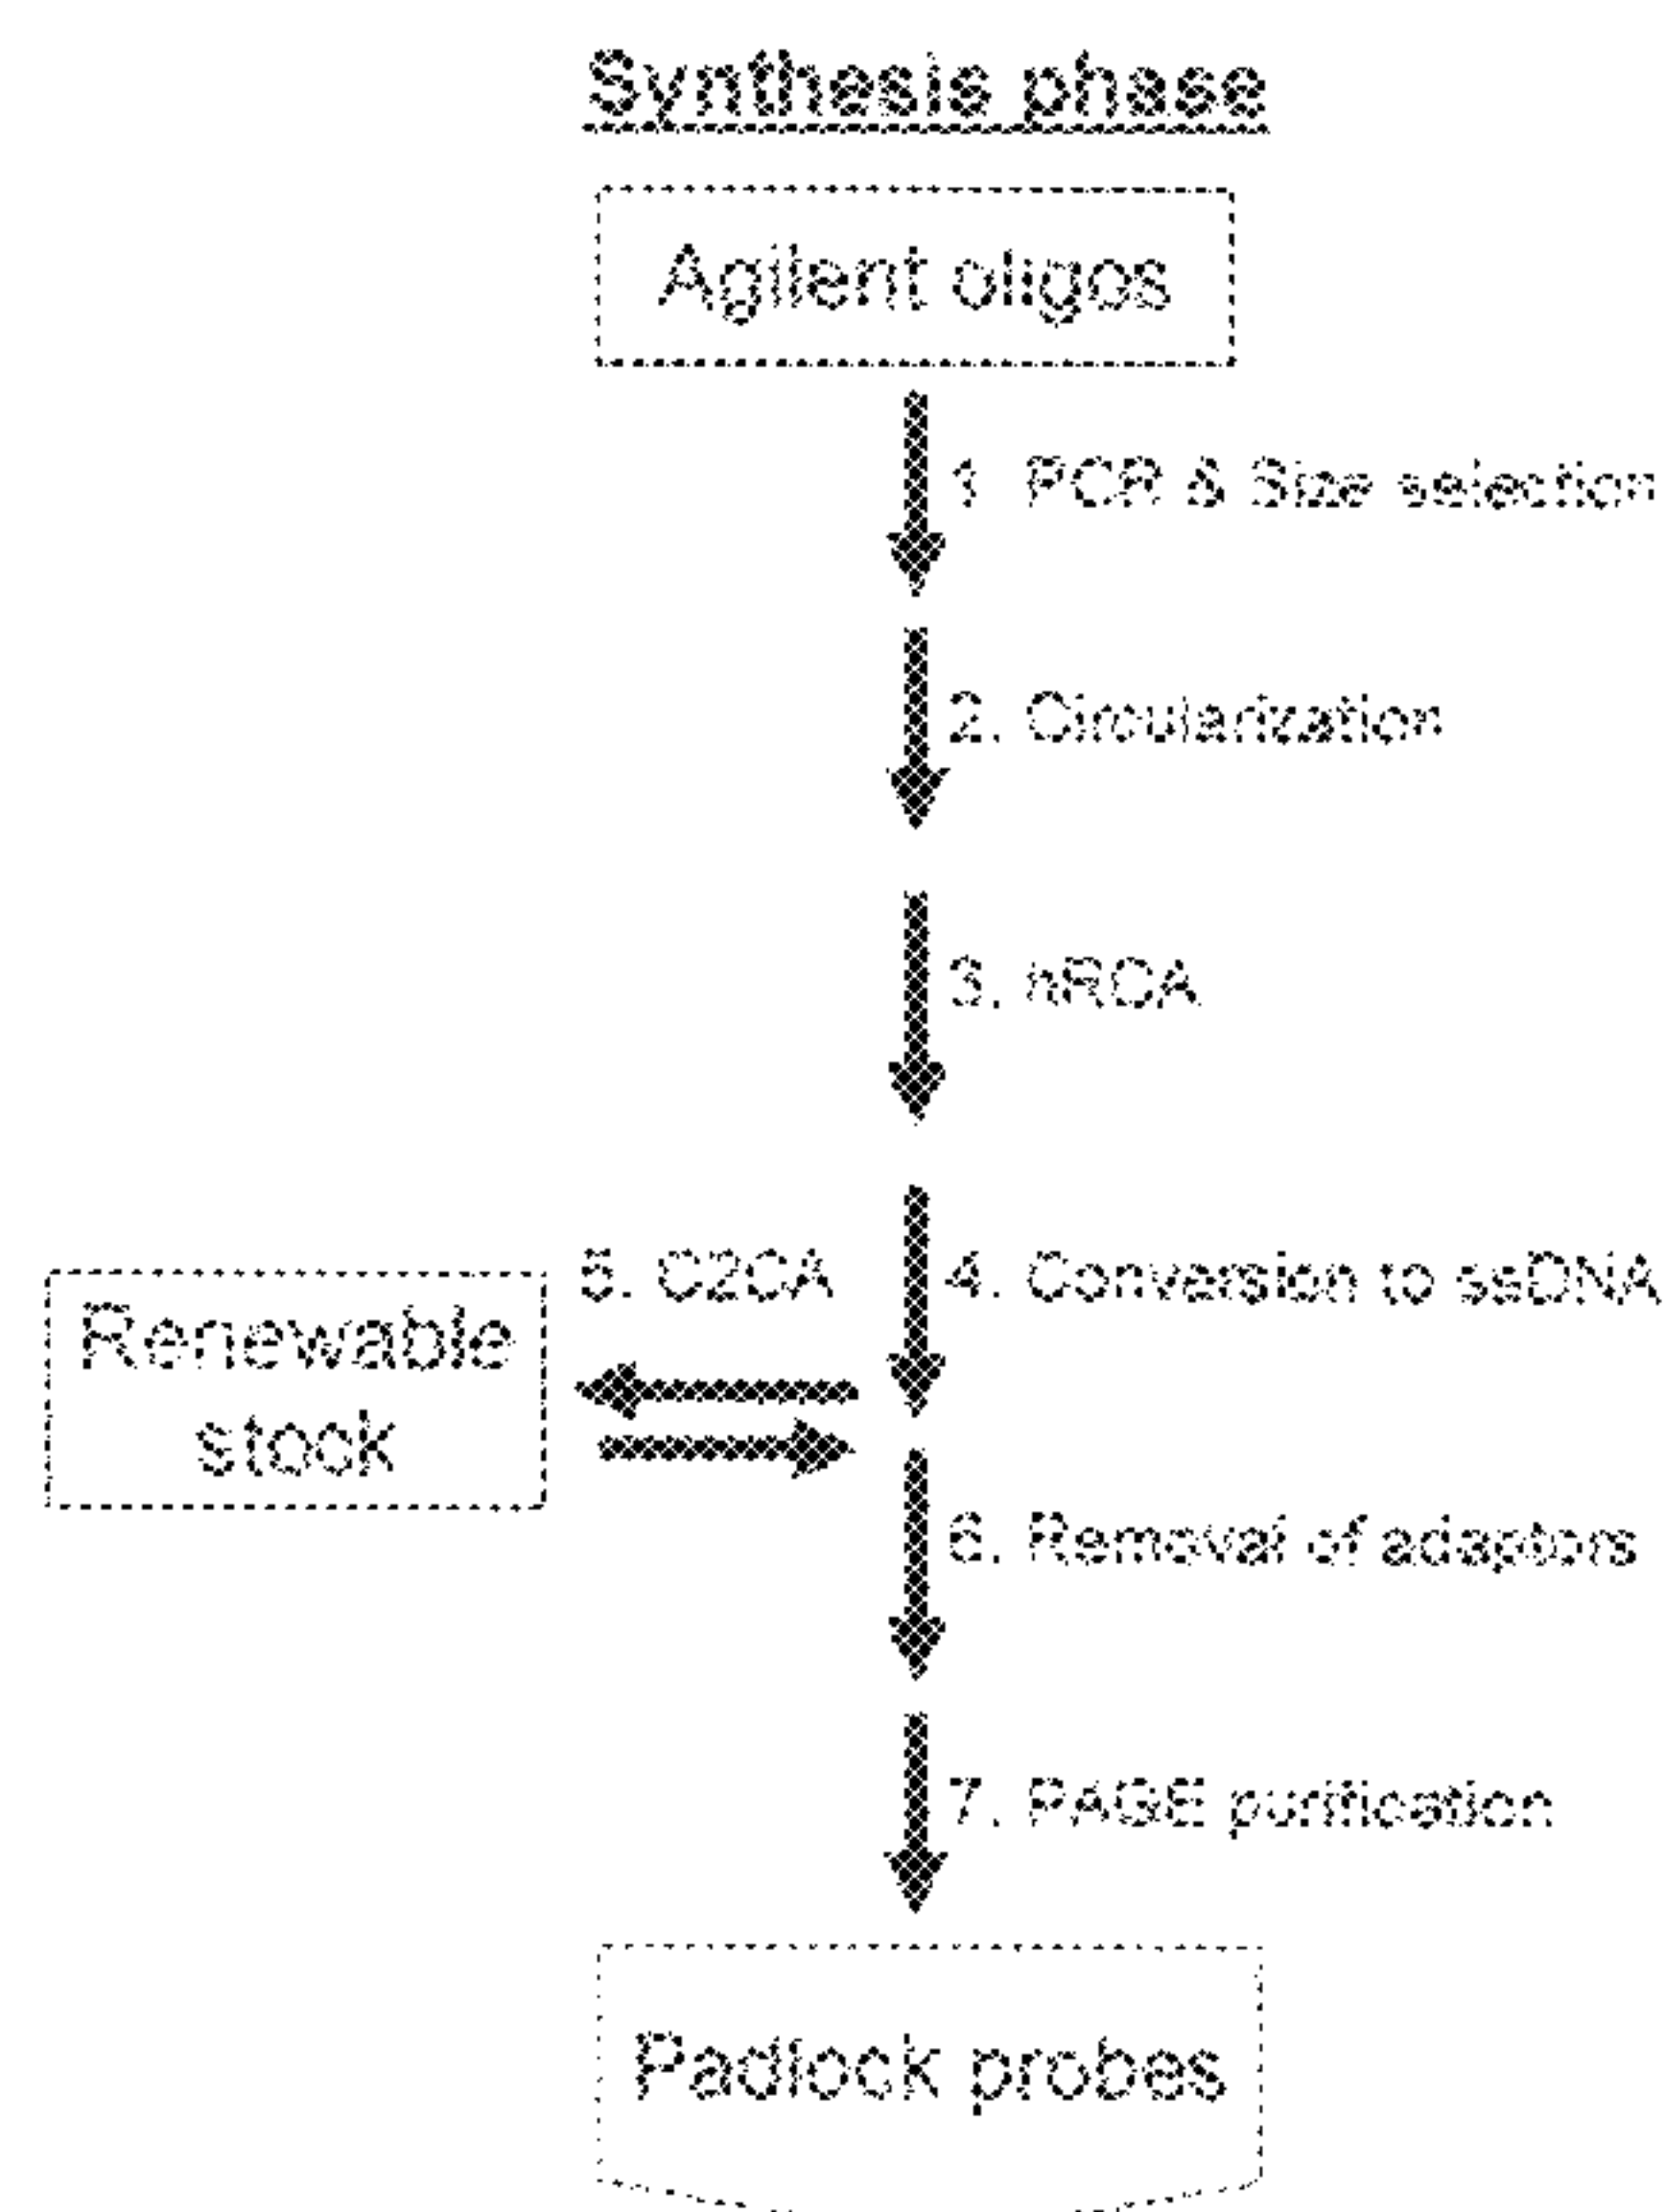 Synthesis phase
Agilent oligos
1. PCR & Size selection
2. Circularization
3. hRCA
5. C2CA
4. Conversion to ssDNA
Renewable
stock
6. Removal of adaptors
7. PAGE purification
Padlock probes